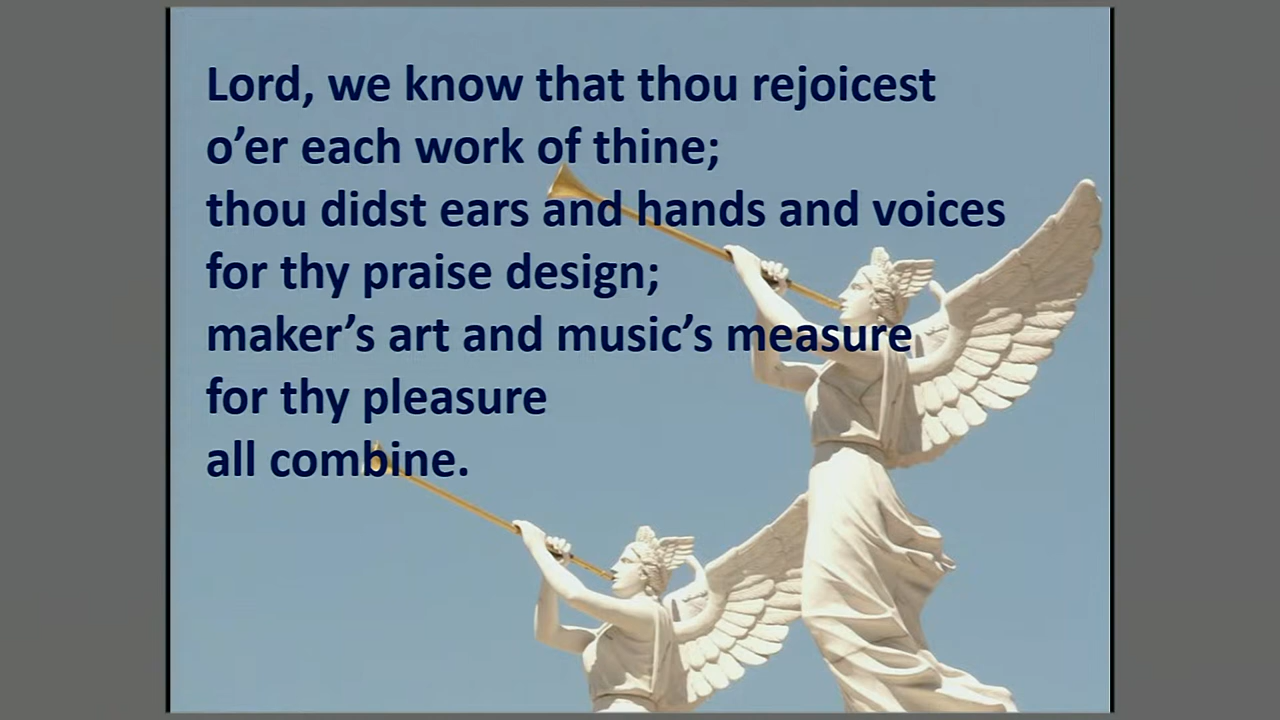 Lord, we know that thou rejoicest
o’er each work of thine;
thou didst ears and hands and voices
for thy praise design;
maker’s art and music’s measure
for thy pleasure
all combine.